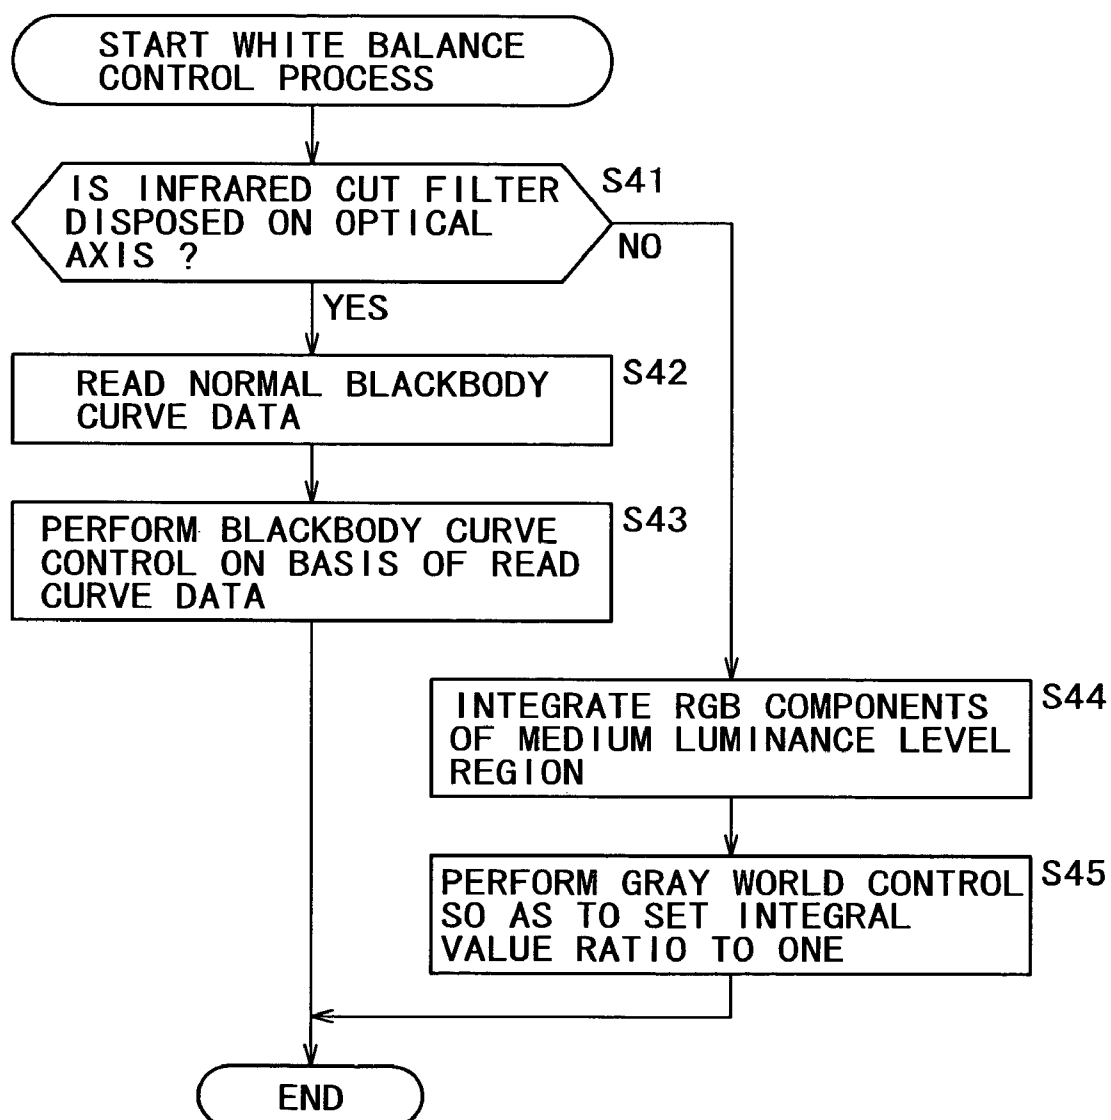 START WHITE BALANCE
CONTROL PROCESS
IS INFRARED CUT FILTER
DISPOSED ON OPTICAL
AXIS ?
S41
NO
YES
READ NORMAL BLACKBODY
CURVE DATA
S42
PERFORM BLACKBODY CURVE
CONTROL ON BASIS OF READ
CURVE DATA
S43
INTEGRATE RGB COMPONENTS
OF MEDIUM LUMINANCE LEVEL
REGION
S44
PERFORM GRAY WORLD CONTROL
SO AS TO SET INTEGRAL
VALUE RATIO TO ONE
S45
END